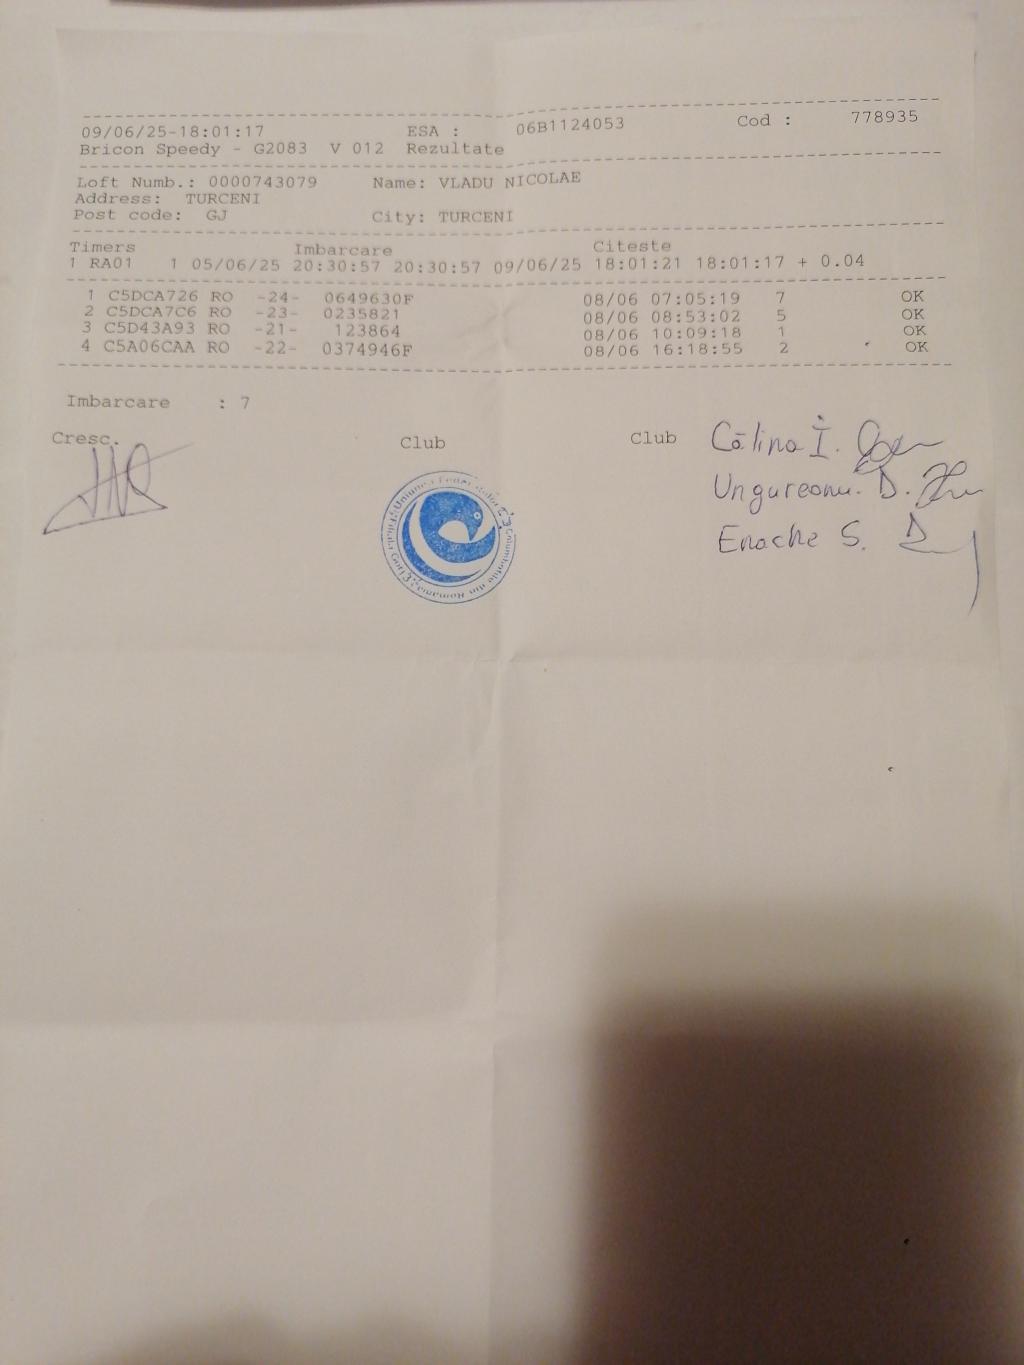 09/06/25-18:01:17 ESA : 06B1124053 Cod : 778935
Bricon Speedy - G2083 V 012 Rezultate
Loft Numb.: 0000743079 Name: VLADU NICOLAE
Address: TURCENI
Post code: GJ City: TURCENI
Timers Imbarcare Citeste
1 RA01 1 05/06/25 20:30:57 20:30:57 09/06/25 18:01:21 18:01:17 + 0.04
1 C5DCA726 RO -24- 0649630F 08/06 07:05:19 7 OK
2 C5DCA7C6 RO -23- 0235821 08/06 08:53:02 5 OK
3 C5D43A93 RO -21- 123864 08/06 10:09:18 1 OK
4 C5A06CAA RO -22- 0374946F 08/06 16:18:55 2 OK
Imbarcare : 7
Cresc. Club Club Călina I.
Ungureanu. D.
Enache S.
Columbofile din Romania